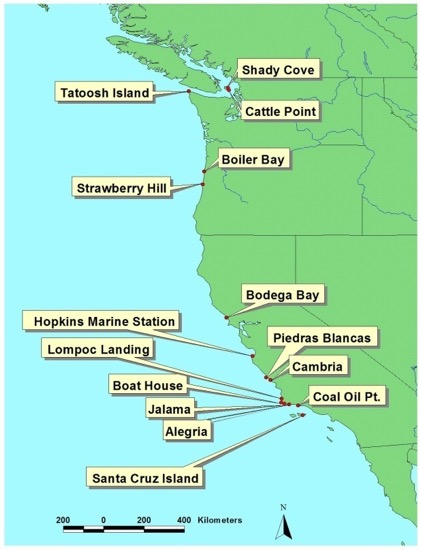 Shady Cove
Tatoosh Island
Cattle Point
Boiler Bay
Strawberry Hill
Bodega Bay
Hopkins Marine Station
Piedras Blancas
Lompoc Landing
Cambria
Boat House
Coal Oil Pt.
Jalama
Alegria
Santa Cruz Island
N
200 0 200 400 Kilometers